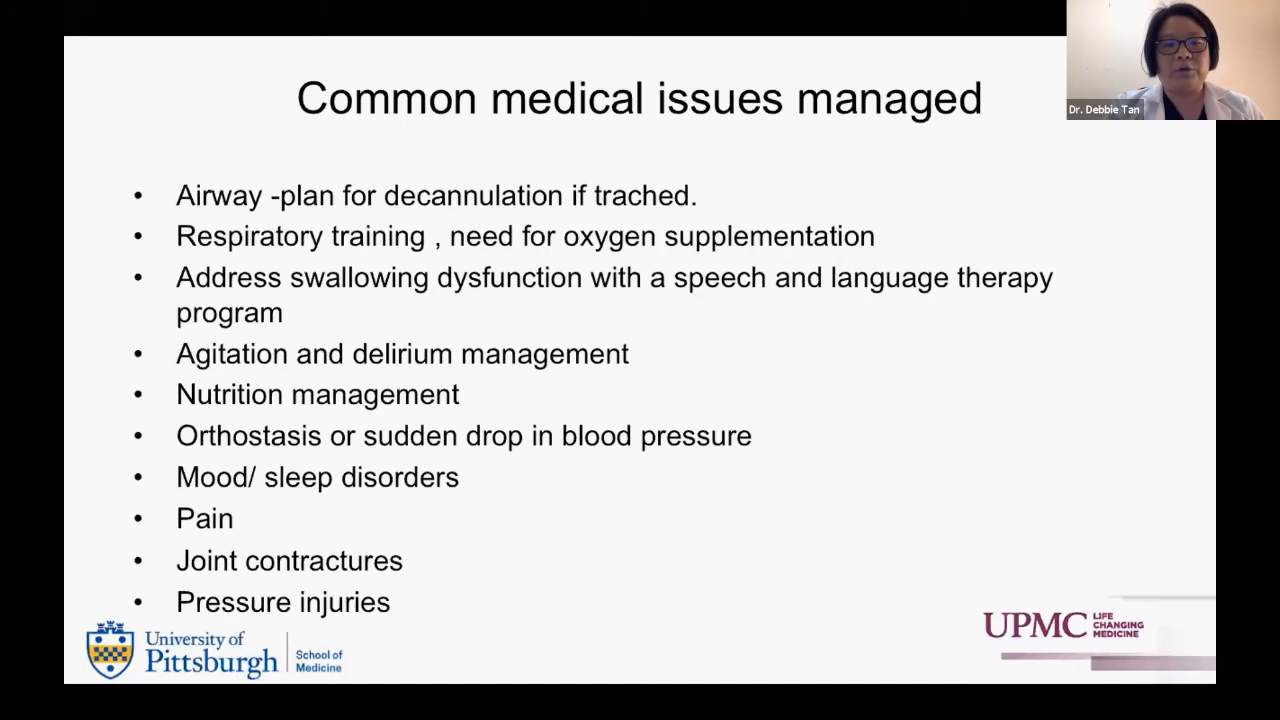 Common medical issues managed
Dr. Debbie Tan
• Airway -plan for decannulation if trached.
• Respiratory training , need for oxygen supplementation
• Address swallowing dysfunction with a speech and language therapy
program
• Agitation and delirium management
• Nutrition management
• Orthostasis or sudden drop in blood pressure
• Mood/ sleep disorders
• Pain
• Joint contractures
• Pressure injuries
University of
Pittsburgh
School of
Medicine
UPMC
LIFE
CHANGING
MEDICINE